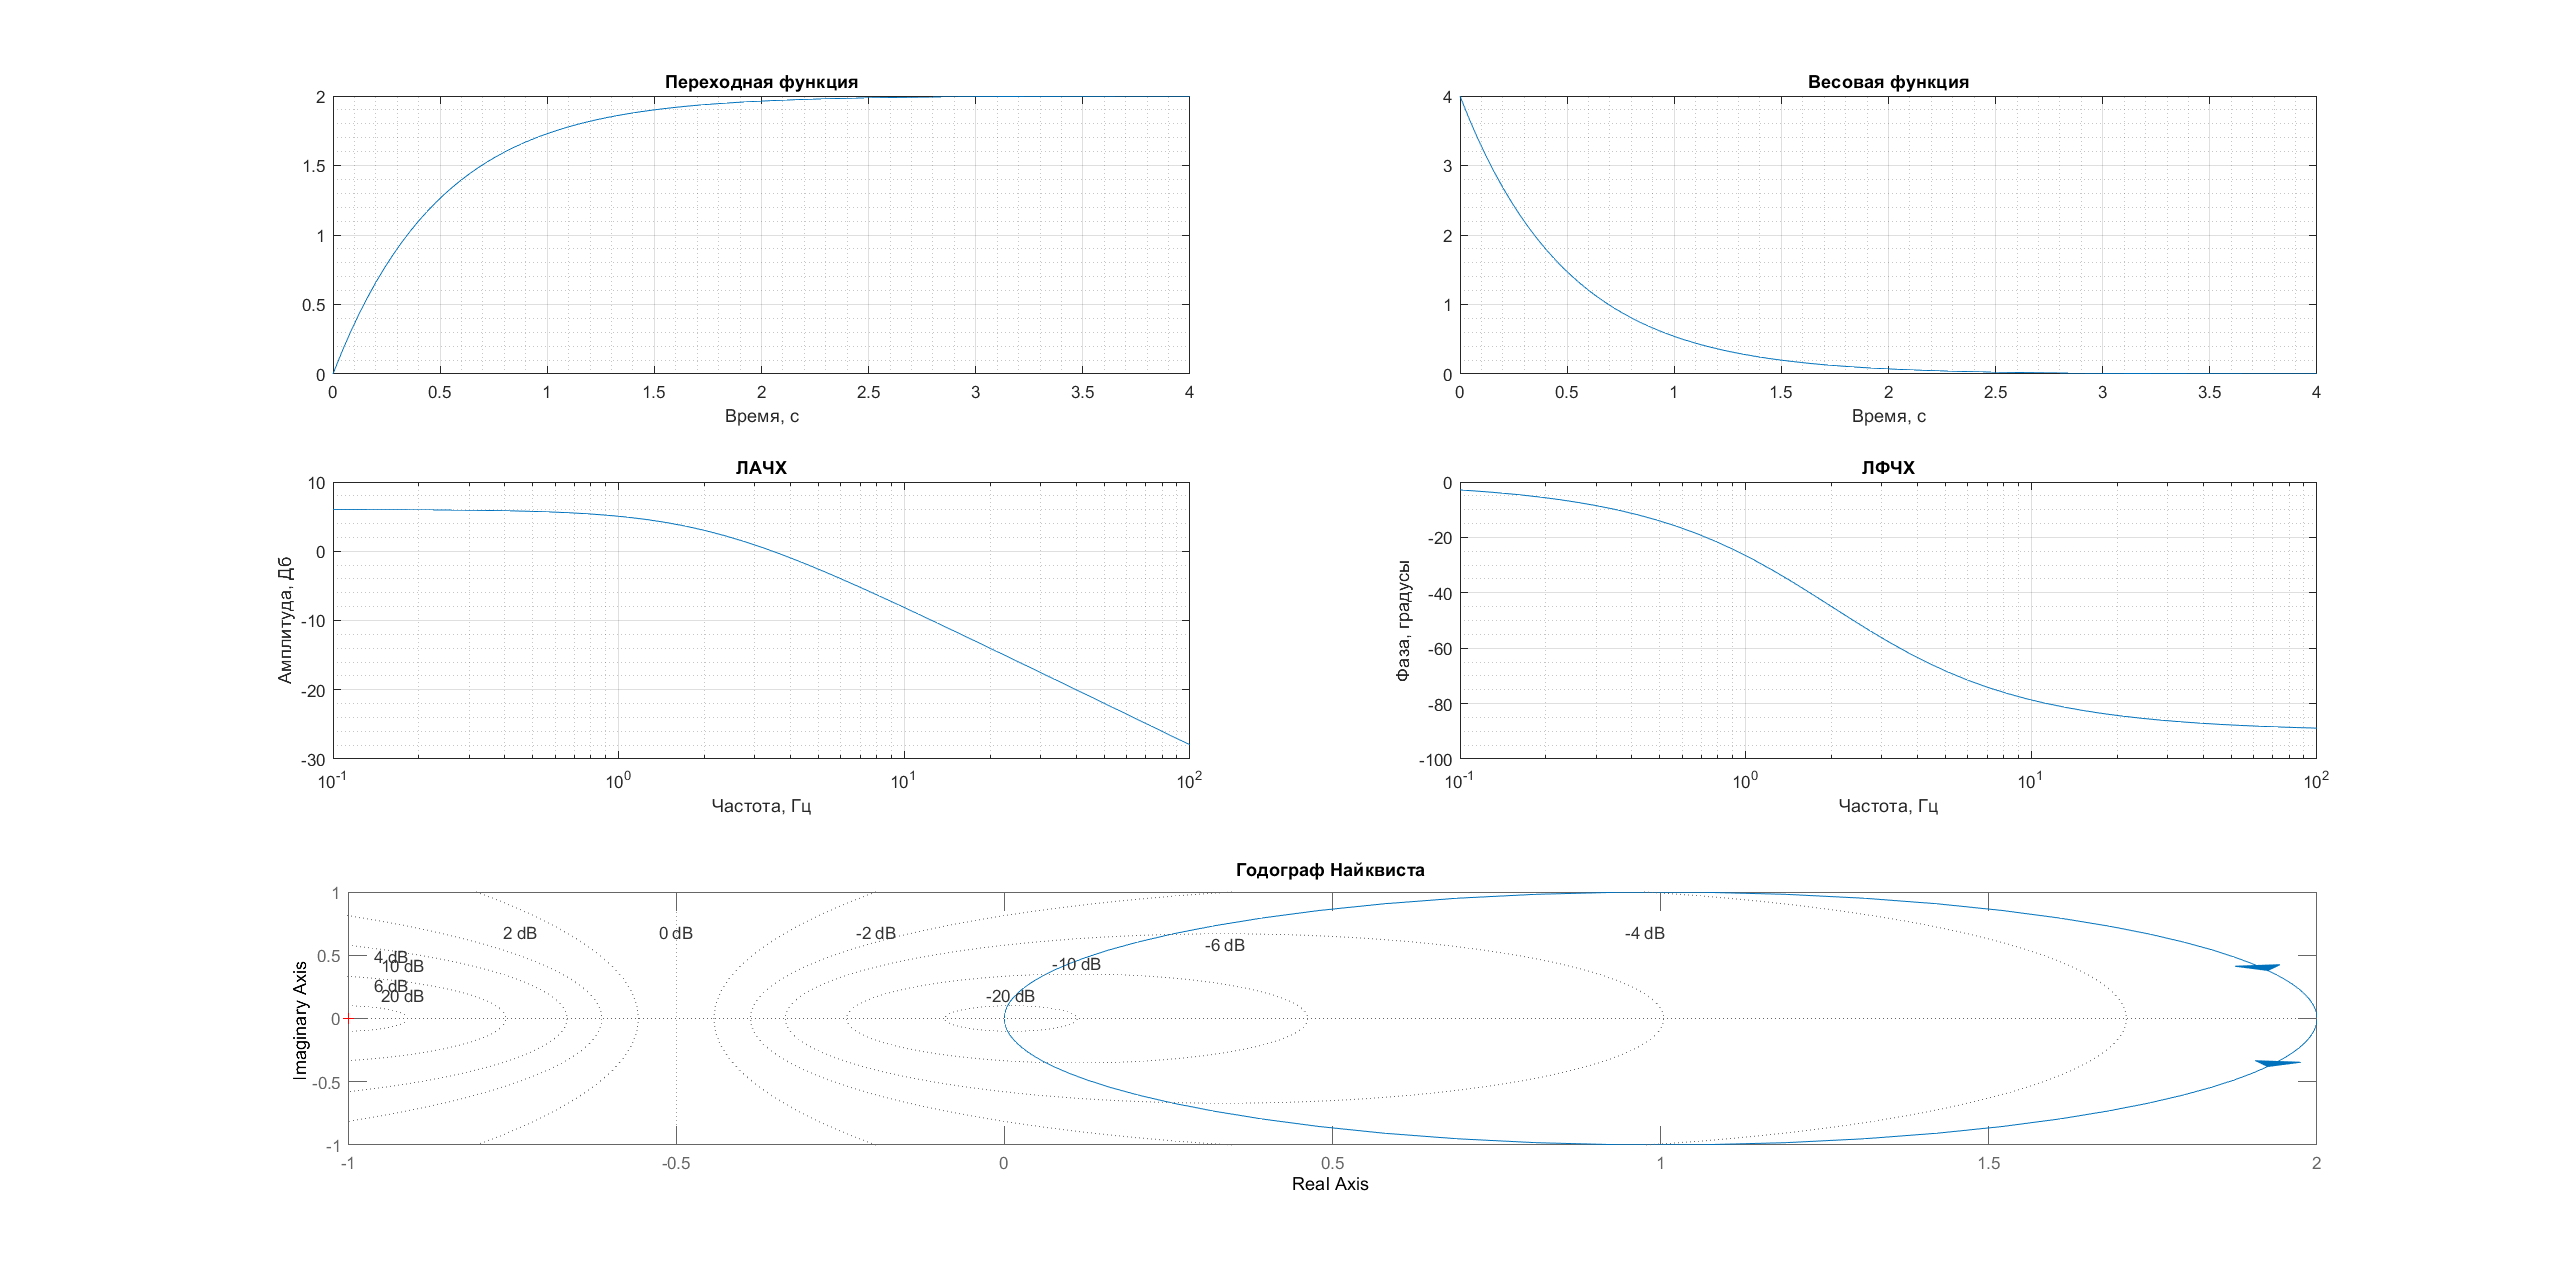 Переходная функция
2
1.5
1
0.5
0
0 0.5 1 1.5 2 2.5 3 3.5 4
Время, с
Весовая функция
4
3
2
1
0
0 0.5 1 1.5 2 2.5 3 3.5 4
Время, с
ЛАЧХ
Амплитуда, Дб
10
0
-10
-20
-30
10^-1 10^0 10^1 10^2
Частота, Гц
ЛФЧХ
Фаза, градусы
0
-20
-40
-60
-80
-100
10^-1 10^0 10^1 10^2
Частота, Гц
Годограф Найквиста
Imaginary Axis
1
0.5
0
-0.5
-1
2 dB 0 dB -2 dB -4 dB
-6 dB
4 dB
10 dB -10 dB
6 dB
20 dB -20 dB
-1 -0.5 0 0.5 1 1.5 2
Real Axis